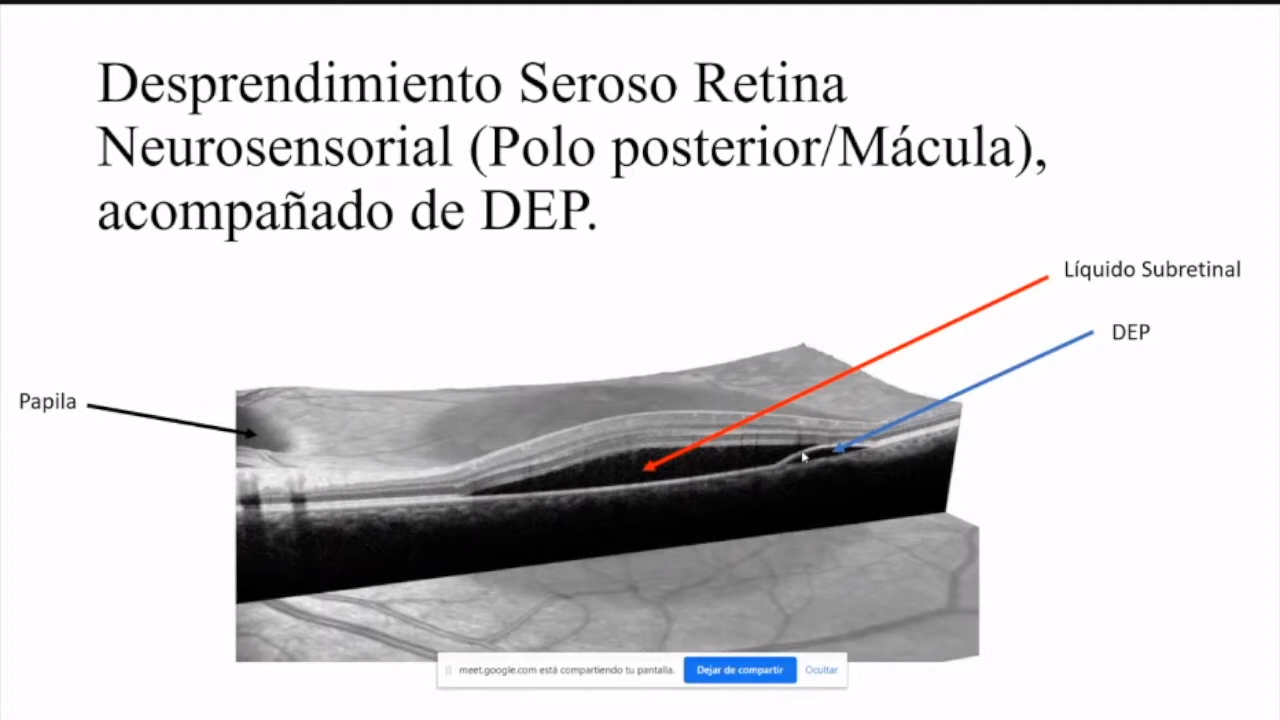 Desprendimiento Seroso Retina
Neurosensorial (Polo posterior/Mácula),
acompañado de DEP.
Líquido Subretinal
DEP
Papila
meet.google.com está compartiendo tu pantalla. Dejar de compartir Ocultar